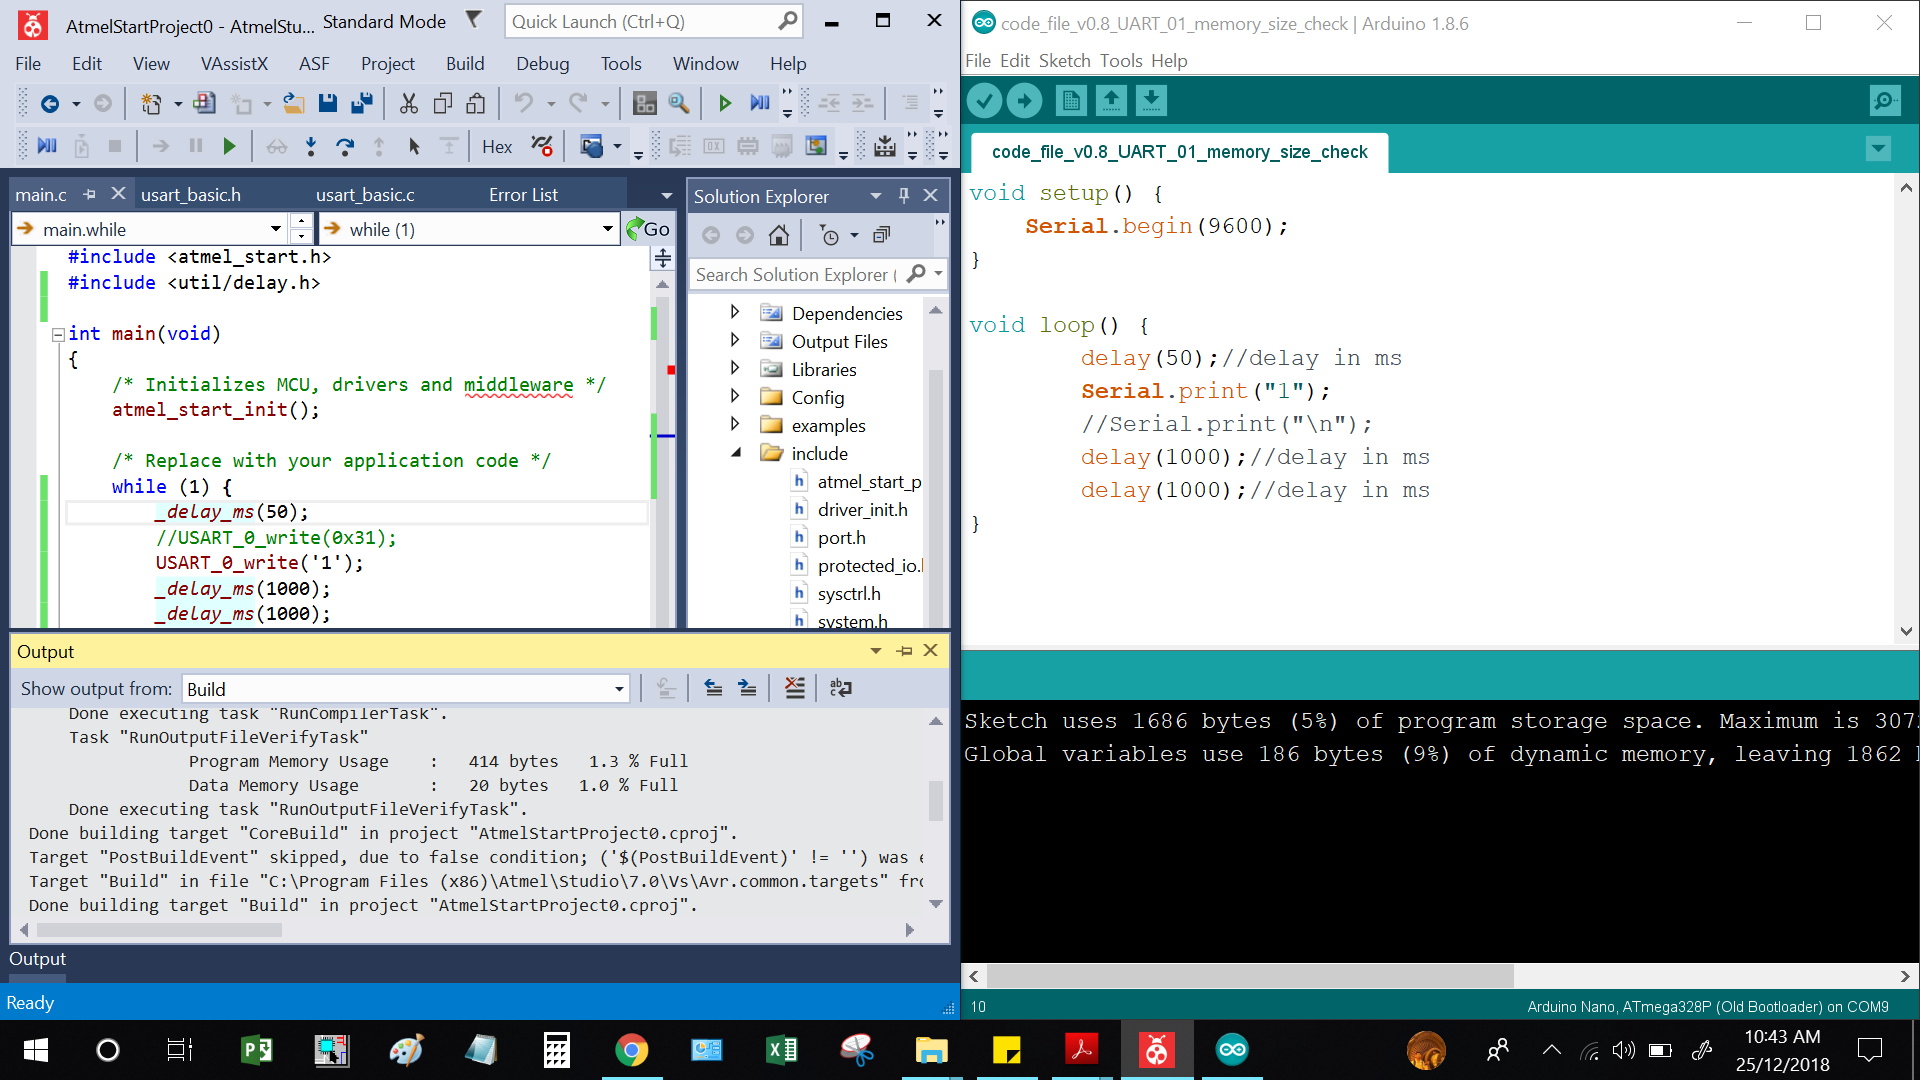 AtmelStartProject0 - AtmelStu...
Standard Mode
Quick Launch (Ctrl+Q)
File Edit View VAssistX ASF Project Build Debug Tools Window Help
Hex
main.c usart_basic.h usart_basic.c Error List
main.while
while (1)
Go
#include <atmel_start.h>
#include <util/delay.h>
int main(void)
{
/* Initializes MCU, drivers and middleware */
atmel_start_init();
/* Replace with your application code */
while (1) {
_delay_ms(50);
//USART_0_write(0x31);
USART_0_write('1');
_delay_ms(1000);
_delay_ms(1000);
Solution Explorer
Search Solution Explorer (
Dependencies
Output Files
Libraries
Config
examples
include
atmel_start_p
driver_init.h
port.h
protected_io.
sysctrl.h
system.h
Output
Show output from: Build
Done executing task "RunCompilerTask".
Task "RunOutputFileVerifyTask"
Program Memory Usage : 414 bytes 1.3 % Full
Data Memory Usage : 20 bytes 1.0 % Full
Done executing task "RunOutputFileVerifyTask".
Done building target "CoreBuild" in project "AtmelStartProject0.cproj".
Target "PostBuildEvent" skipped, due to false condition; ('$(PostBuildEvent)' != '') was e
Target "Build" in file "C:\Program Files (x86)\Atmel\Studio\7.0\Vs\Avr.common.targets" fro
Done building target "Build" in project "AtmelStartProject0.cproj".
Output
Ready
code_file_v0.8_UART_01_memory_size_check | Arduino 1.8.6
File Edit Sketch Tools Help
code_file_v0.8_UART_01_memory_size_check
void setup() {
Serial.begin(9600);
}
void loop() {
delay(50);//delay in ms
Serial.print("1");
//Serial.print("\n");
delay(1000);//delay in ms
delay(1000);//delay in ms
}
Sketch uses 1686 bytes (5%) of program storage space. Maximum is 3072
Global variables use 186 bytes (9%) of dynamic memory, leaving 1862 b
10
Arduino Nano, ATmega328P (Old Bootloader) on COM9
10:43 AM
25/12/2018